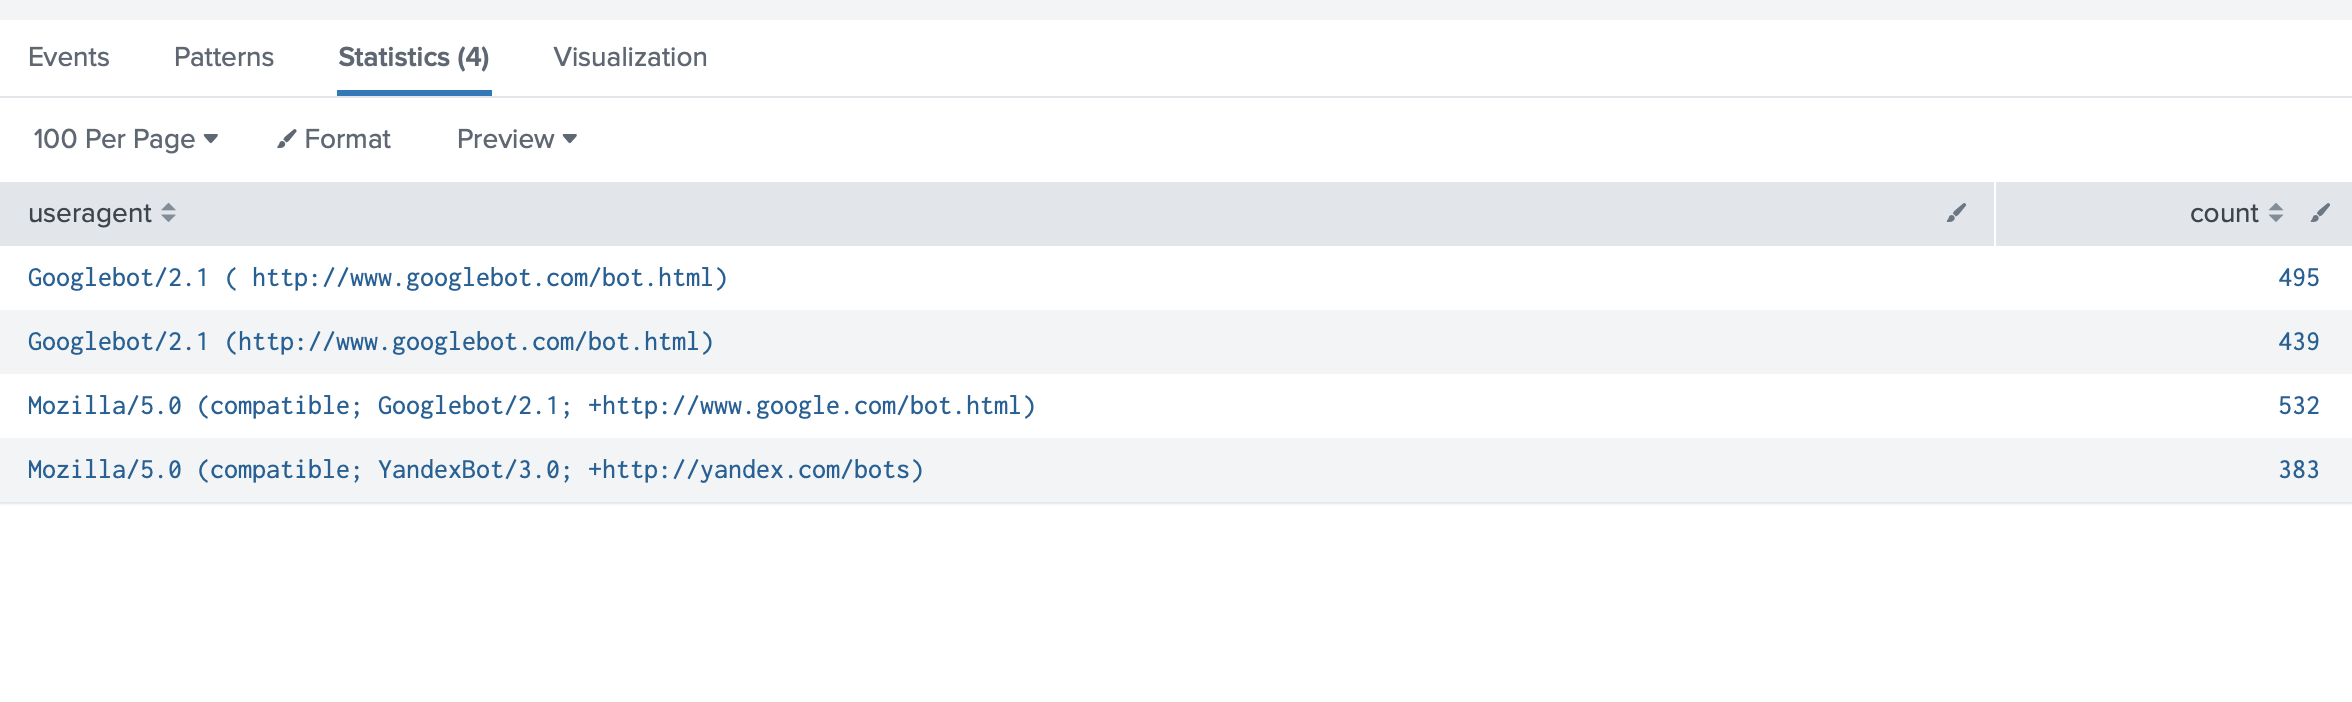 Events Patterns Statistics (4) Visualization
100 Per Page Format Preview
useragent count
Googlebot/2.1 ( http://www.googlebot.com/bot.html) 495
Googlebot/2.1 (http://www.googlebot.com/bot.html) 439
Mozilla/5.0 (compatible; Googlebot/2.1; +http://www.google.com/bot.html) 532
Mozilla/5.0 (compatible; YandexBot/3.0; +http://yandex.com/bots) 383